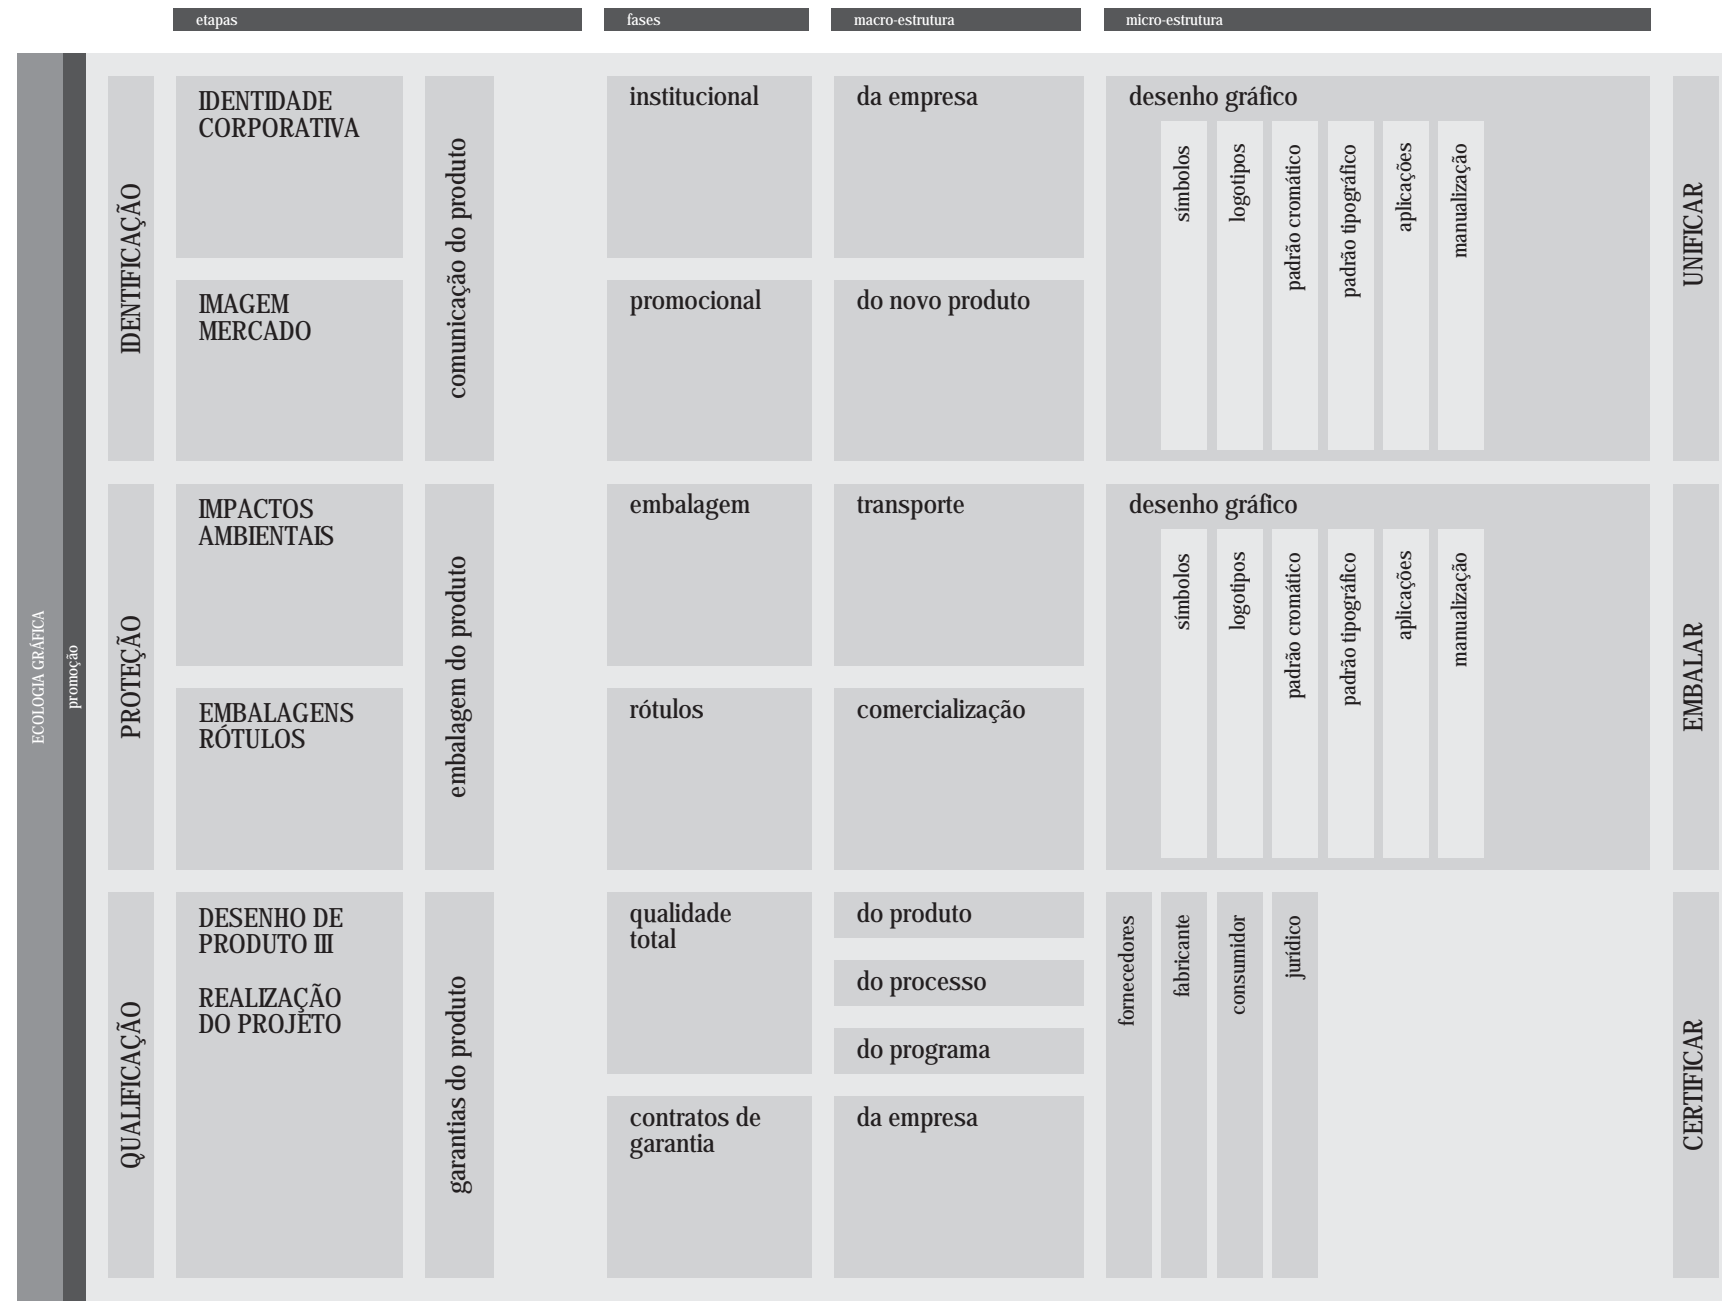 etapas
fases
macro-estrutura
micro-estrutura
ECOLOGIA GRÁFICA
promoção
IDENTIFICAÇÃO
IDENTIDADE
CORPORATIVA
IMAGEM
MERCADO
comunicação do produto
institucional
da empresa
promocional
do novo produto
desenho gráfico
símbolos
logotipos
padrão cromático
padrão tipográfico
aplicações
manualização
UNIFICAR
PROTEÇÃO
IMPACTOS
AMBIENTAIS
EMBALAGENS
RÓTULOS
embalagem do produto
embalagem
transporte
rótulos
comercialização
desenho gráfico
símbolos
logotipos
padrão cromático
padrão tipográfico
aplicações
manualização
EMBALAR
QUALIFICAÇÃO
DESENHO DE
PRODUTO III
REALIZAÇÃO
DO PROJETO
garantias do produto
qualidade
total
do produto
do processo
do programa
contratos de
garantia
da empresa
fornecedores
fabricante
consumidor
jurídico
CERTIFICAR